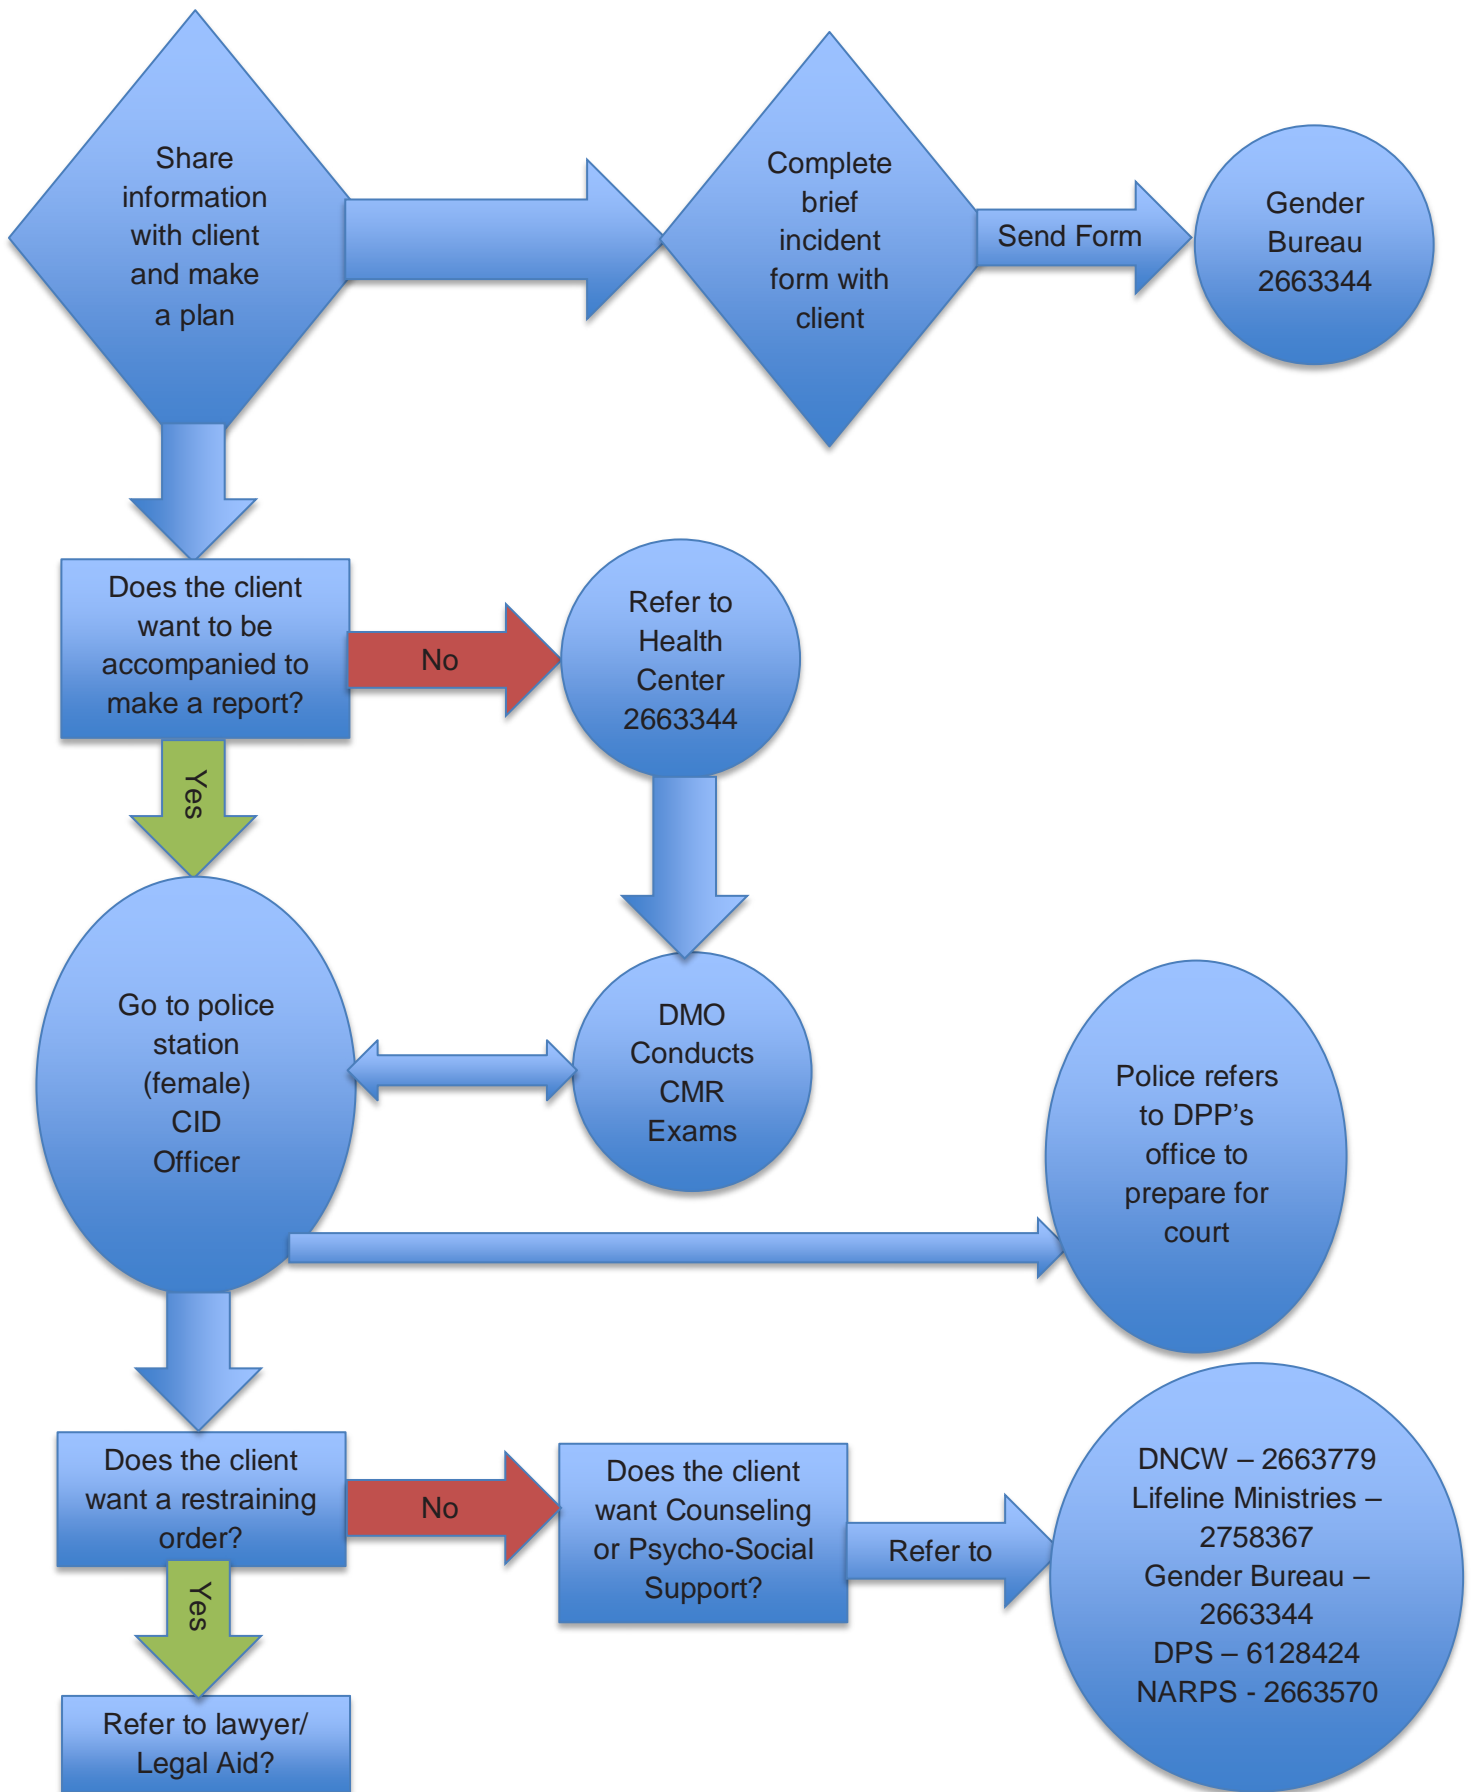 Share
information
with client
and make
a plan
Complete
brief
incident
form with
client
Send Form
Gender
Bureau
2663344
Does the client
want to be
accompanied to
make a report?
No
Refer to
Health
Center
2663344
Yes
Go to police
station
(female)
CID
Officer
DMO
Conducts
CMR
Exams
Police refers
to DPP’s
office to
prepare for
court
Does the client
want a restraining
order?
No
Does the client
want Counseling
or Psycho-Social
Support?
Refer to
DNCW – 2663779
Lifeline Ministries –
2758367
Gender Bureau –
2663344
DPS – 6128424
NARPS - 2663570
Yes
Refer to lawyer/
Legal Aid?